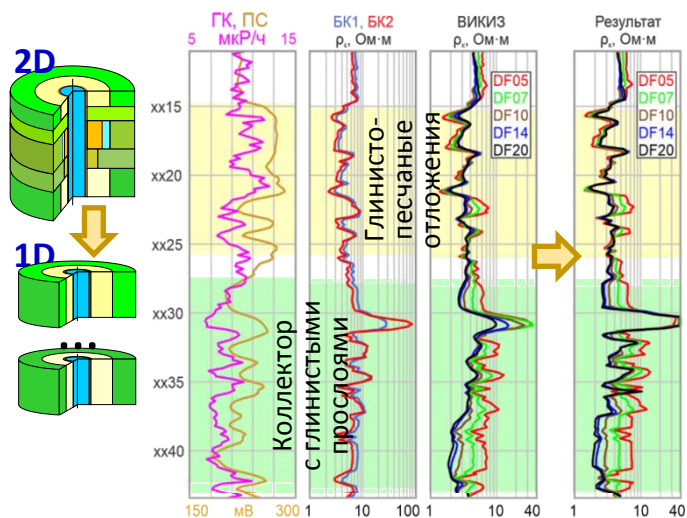 2D
1D
ГК, ПС
5 мкР/ч 15
БК1, БК2
ρк, Ом·м
ВИКИЗ
ρк, Ом·м
Результат
ρк, Ом·м
DF05
DF07
DF10
DF14
DF20
DF05
DF07
DF10
DF14
DF20
xx15
xx20
xx25
xx30
xx35
xx40
Глинисто-
песчаные
отложения
Коллектор
с глинистыми
прослоями
150 мВ 300
1 10 100
1 10 40
1 10 40